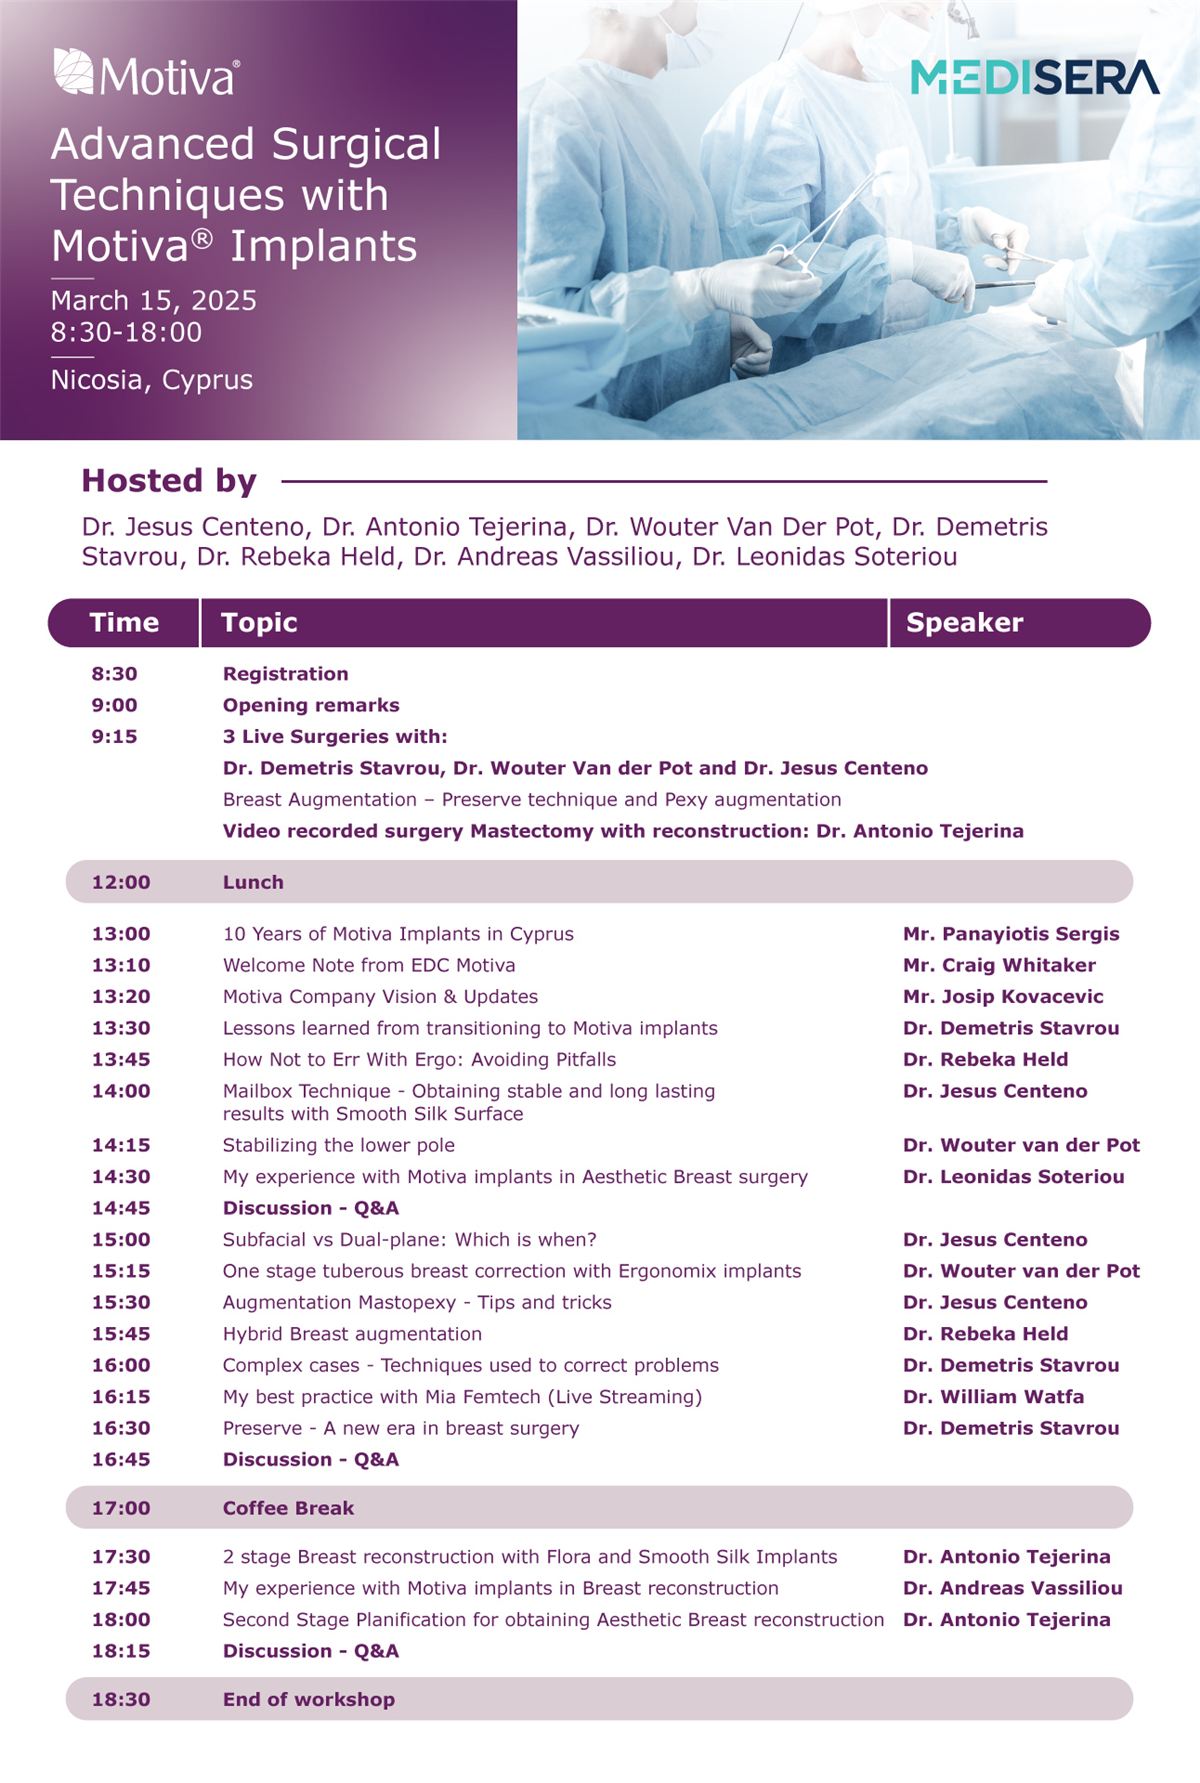 Motiva®
MEDISERA
Advanced Surgical
Techniques with
Motiva® Implants
March 15, 2025
8:30-18:00
Nicosia, Cyprus
Hosted by
Dr. Jesus Centeno, Dr. Antonio Tejerina, Dr. Wouter Van Der Pot, Dr. Demetris
Stavrou, Dr. Rebeka Held, Dr. Andreas Vassiliou, Dr. Leonidas Soteriou
Time Topic Speaker
8:30 Registration
9:00 Opening remarks
9:15 3 Live Surgeries with:
Dr. Demetris Stavrou, Dr. Wouter Van der Pot and Dr. Jesus Centeno
Breast Augmentation – Preserve technique and Pexy augmentation
Video recorded surgery Mastectomy with reconstruction: Dr. Antonio Tejerina
12:00 Lunch
13:00 10 Years of Motiva Implants in Cyprus Mr. Panayiotis Sergis
13:10 Welcome Note from EDC Motiva Mr. Craig Whitaker
13:20 Motiva Company Vision & Updates Mr. Josip Kovacevic
13:30 Lessons learned from transitioning to Motiva implants Dr. Demetris Stavrou
13:45 How Not to Err With Ergo: Avoiding Pitfalls Dr. Rebeka Held
14:00 Mailbox Technique - Obtaining stable and long lasting Dr. Jesus Centeno
results with Smooth Silk Surface
14:15 Stabilizing the lower pole Dr. Wouter van der Pot
14:30 My experience with Motiva implants in Aesthetic Breast surgery Dr. Leonidas Soteriou
14:45 Discussion - Q&A
15:00 Subfacial vs Dual-plane: Which is when? Dr. Jesus Centeno
15:15 One stage tuberous breast correction with Ergonomix implants Dr. Wouter van der Pot
15:30 Augmentation Mastopexy - Tips and tricks Dr. Jesus Centeno
15:45 Hybrid Breast augmentation Dr. Rebeka Held
16:00 Complex cases - Techniques used to correct problems Dr. Demetris Stavrou
16:15 My best practice with Mia Femtech (Live Streaming) Dr. William Watfa
16:30 Preserve - A new era in breast surgery Dr. Demetris Stavrou
16:45 Discussion - Q&A
17:00 Coffee Break
17:30 2 stage Breast reconstruction with Flora and Smooth Silk Implants Dr. Antonio Tejerina
17:45 My experience with Motiva implants in Breast reconstruction Dr. Andreas Vassiliou
18:00 Second Stage Planification for obtaining Aesthetic Breast reconstruction Dr. Antonio Tejerina
18:15 Discussion - Q&A
18:30 End of workshop